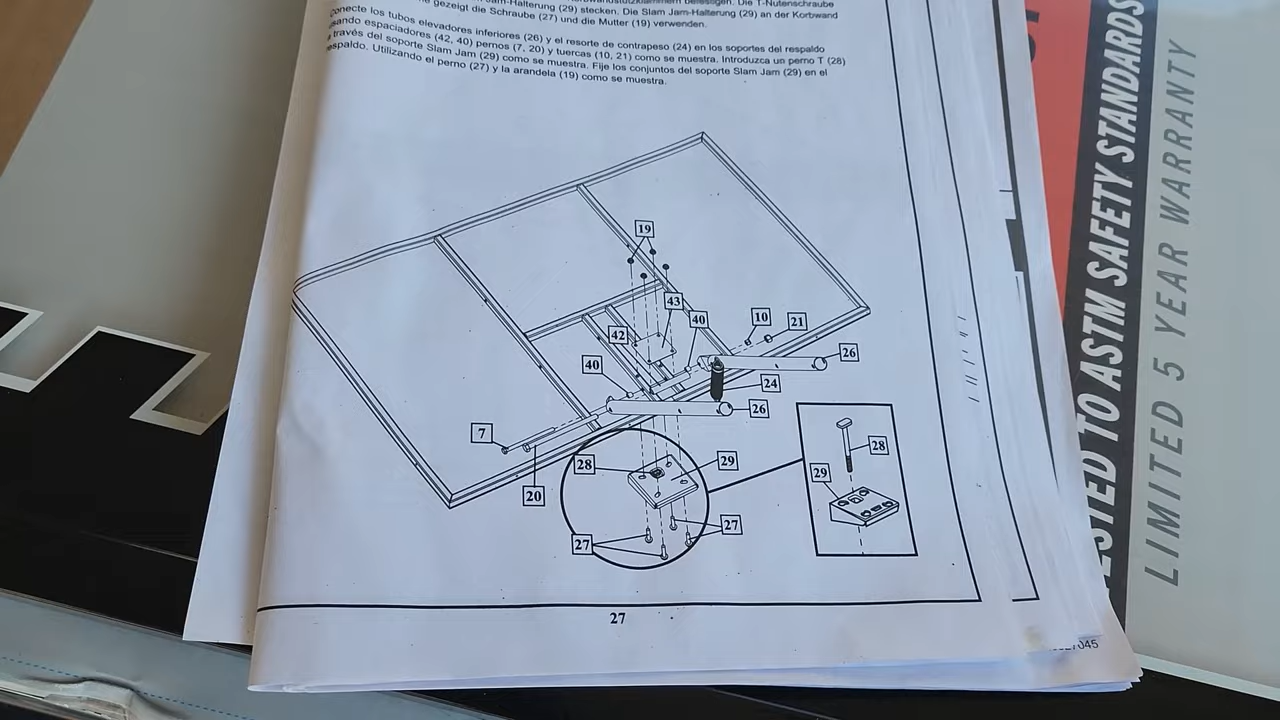 -Halterung (29) stecken. Die Slam Jam-Halterung (29) an der Korbwand
gezeigt die Schraube (27) und die Mutter (19) verwenden.
onecte los tubos elevadores inferiores (26) y el resorte de contrapeso (24) en los soportes del respaldo
sando espaciadores (42, 40) pernos (7, 20) y tuercas (10, 21) como se muestra. Introduzca un perno T (28)
través del soporte Slam Jam (29) como se muestra. Fije los conjuntos del soporte Slam Jam (29) en el
espaldo. Utilizando el perno (27) y la arandela (19) como se muestra.
19
43
10
21
42
40
26
40
24
26
7
28
29
20
27
27
28
29
27
TESTED TO ASTM SAFETY STANDARDS
LIMITED 5 YEAR WARRANTY